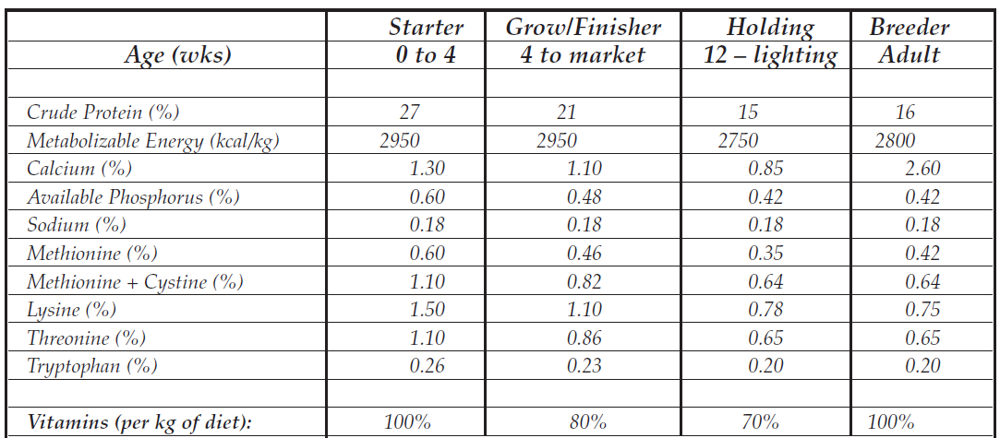 Starter Grow/Finisher Holding Breeder
Age (wks) 0 to 4 4 to market 12 – lighting Adult
Crude Protein (%) 27 21 15 16
Metabolizable Energy (kcal/kg) 2950 2950 2750 2800
Calcium (%) 1.30 1.10 0.85 2.60
Available Phosphorus (%) 0.60 0.48 0.42 0.42
Sodium (%) 0.18 0.18 0.18 0.18
Methionine (%) 0.60 0.46 0.35 0.42
Methionine + Cystine (%) 1.10 0.82 0.64 0.64
Lysine (%) 1.50 1.10 0.78 0.75
Threonine (%) 1.10 0.86 0.65 0.65
Tryptophan (%) 0.26 0.23 0.20 0.20
Vitamins (per kg of diet): 100% 80% 70% 100%